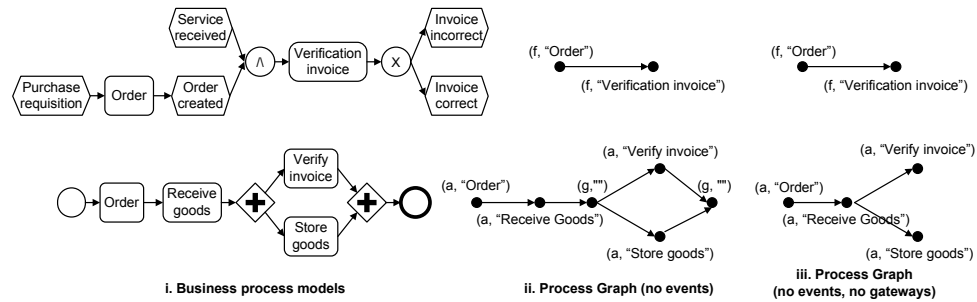 Service
received
Invoice
incorrect
/\
Verification
invoice
X
Purchase
requisition
Order
Order
created
Invoice
correct
(f, “Order”)
(f, “Verification invoice”)
(f, “Order”)
(f, “Verification invoice”)
Order
Receive
goods
Verify
invoice
Store
goods
(a, “Order”)
(a, “Receive Goods”)
(g,"")
(a, “Verify invoice”)
(g, "")
(a, “Store goods”)
(a, “Order”)
(a, “Receive Goods”)
(a, “Verify invoice”)
(a, “Store goods”)
i. Business process models
ii. Process Graph (no events)
iii. Process Graph
(no events, no gateways)